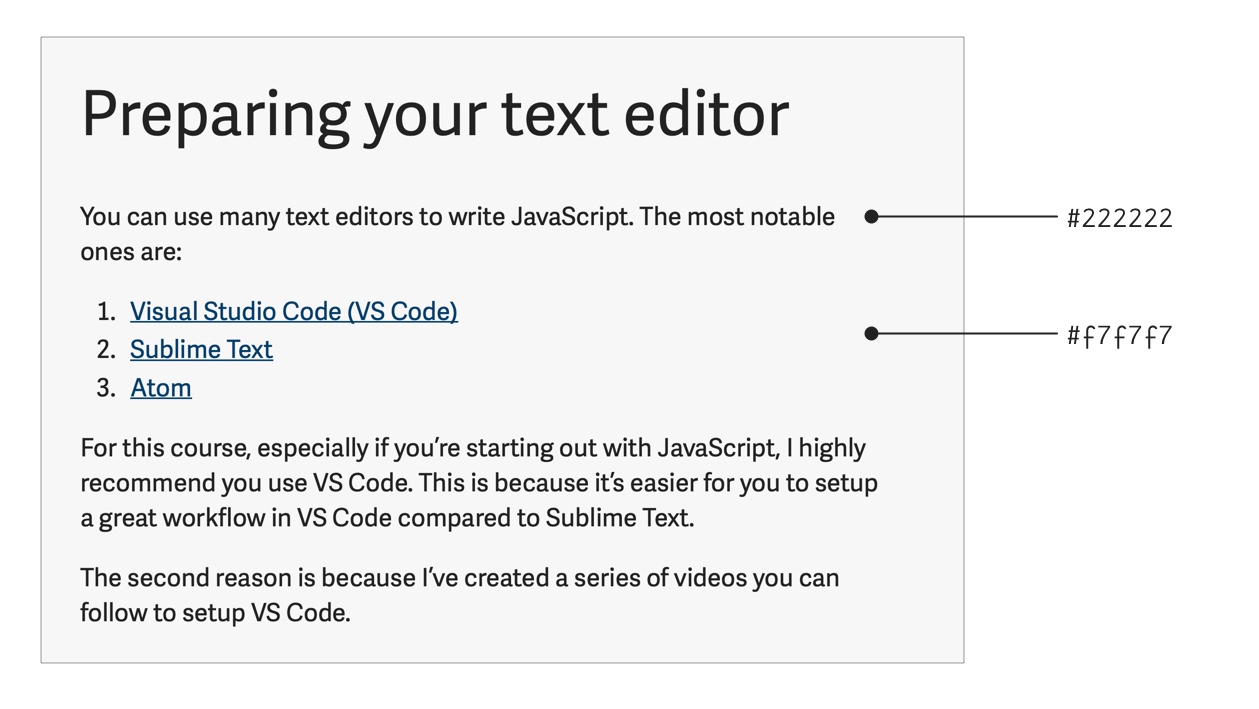 Preparing your text editor
You can use many text editors to write JavaScript. The most notable
ones are:
#222222
1. Visual Studio Code (VS Code)
#f7f7f7
2. Sublime Text
3. Atom
For this course, especially if you’re starting out with JavaScript, I highly
recommend you use VS Code. This is because it’s easier for you to setup
a great workflow in VS Code compared to Sublime Text.
The second reason is because I’ve created a series of videos you can
follow to setup VS Code.